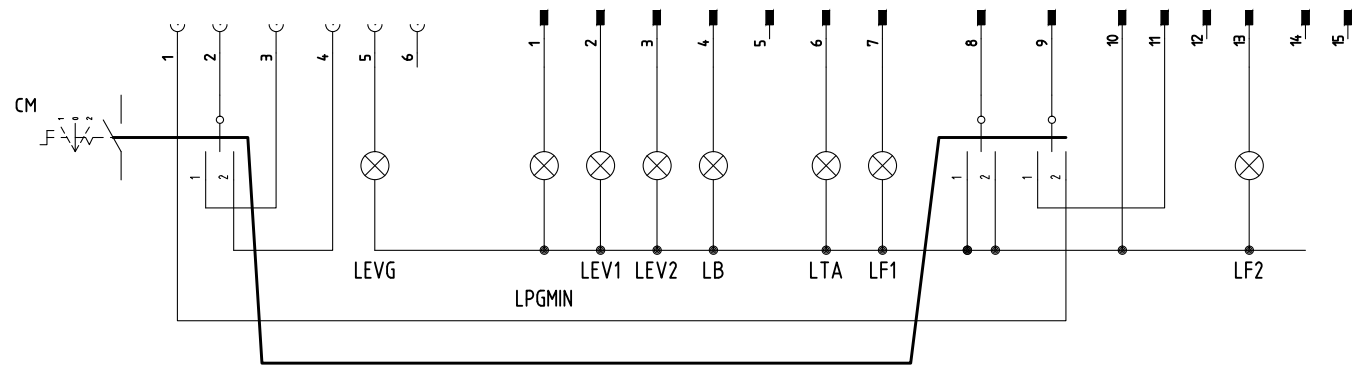 1 2 3 4 5 6 1 2 3 4 5 6 7 8 9 10 11 12 13 14 15
CM
1 0 2
1 2 1 2 1 2
LEVG LEV1 LEV2 LB LTA LF1 LF2
LPGMIN